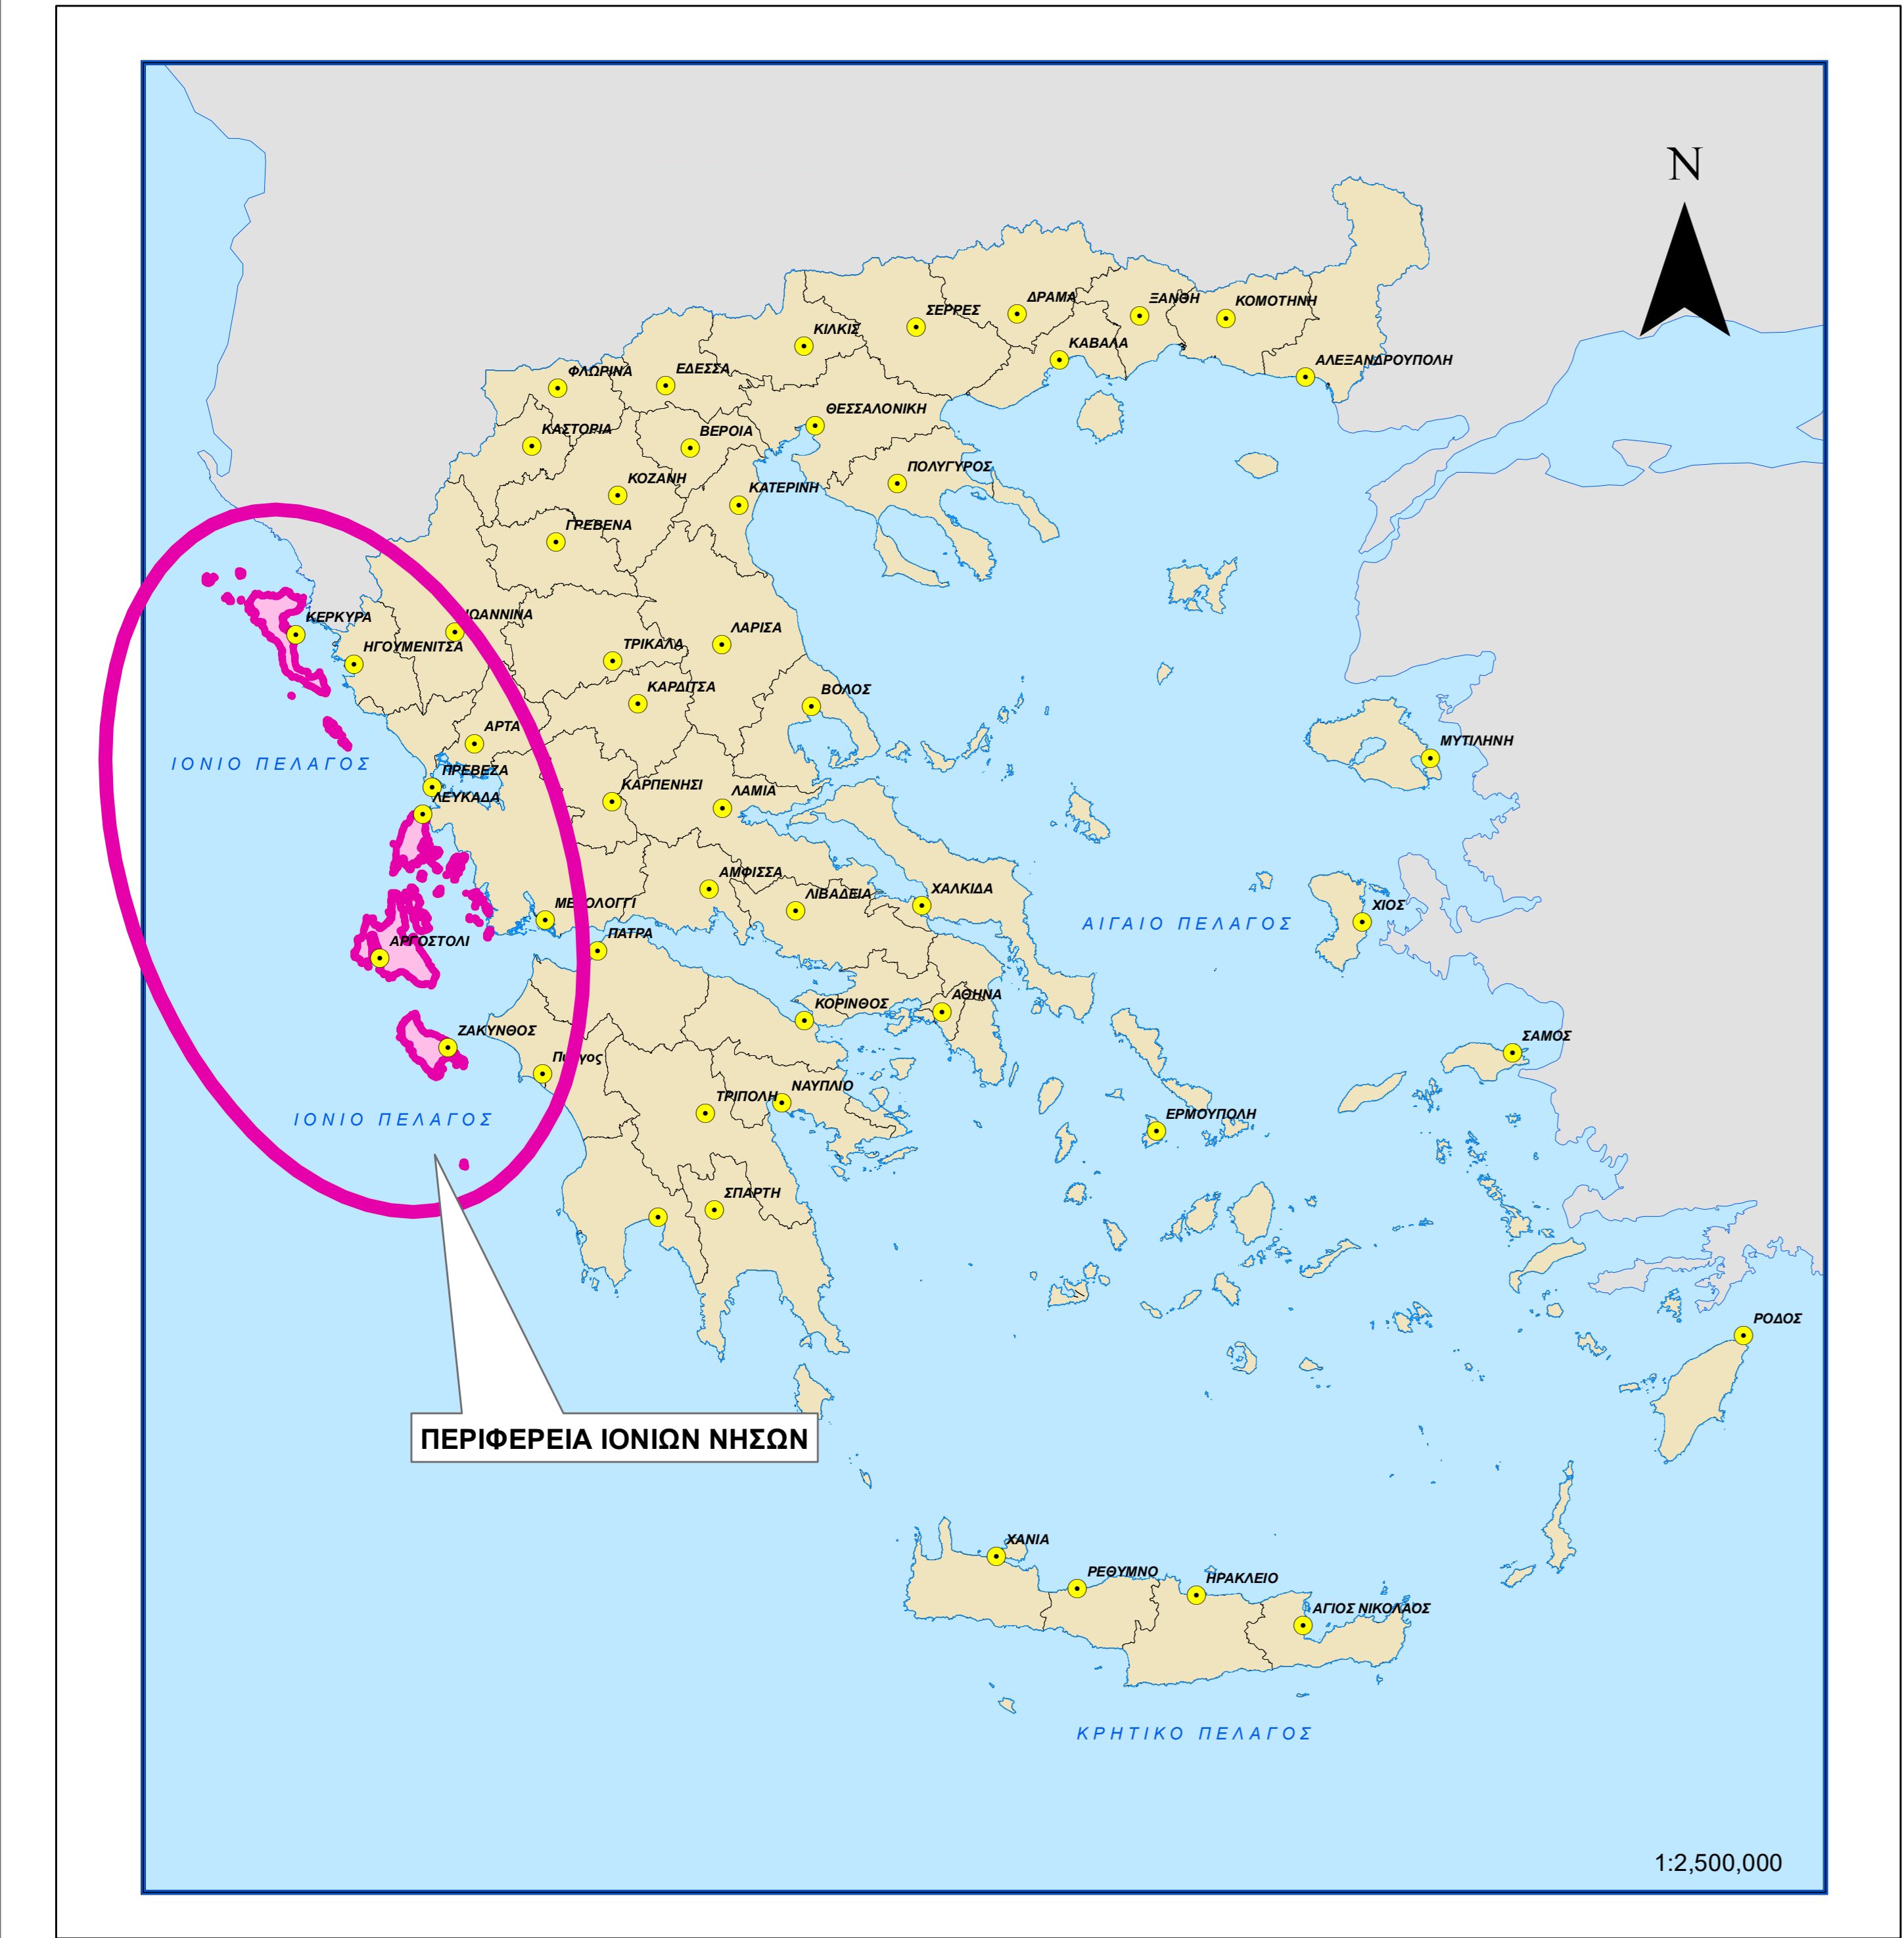 N
ΔΡΑΜΑ
ΞΑΝΘΗ
ΚΟΜΟΤΗΝΗ
ΣΕΡΡΕΣ
ΚΙΛΚΙΣ
ΚΑΒΑΛΑ
ΑΛΕΞΑΝΔΡΟΥΠΟΛΗ
ΦΛΩΡΙΝΑ
ΕΔΕΣΣΑ
ΘΕΣΣΑΛΟΝΙΚΗ
ΚΑΣΤΟΡΙΑ
ΒΕΡΟΙΑ
ΠΟΛΥΓΥΡΟΣ
ΚΟΖΑΝΗ
ΚΑΤΕΡΙΝΗ
ΓΡΕΒΕΝΑ
ΚΕΡΚΥΡΑ
ΙΩΑΝΝΙΝΑ
ΗΓΟΥΜΕΝΙΤΣΑ
ΤΡΙΚΑΛΑ
ΛΑΡΙΣΑ
ΚΑΡΔΙΤΣΑ
ΒΟΛΟΣ
ΑΡΤΑ
ΜΥΤΙΛΗΝΗ
ΙΟΝΙΟ ΠΕΛΑΓΟΣ
ΠΡΕΒΕΖΑ
ΛΕΥΚΑΔΑ
ΚΑΡΠΕΝΗΣΙ
ΛΑΜΙΑ
ΑΜΦΙΣΣΑ
ΛΙΒΑΔΕΙΑ
ΧΑΛΚΙΔΑ
ΜΕΣΟΛΟΓΓΙ
ΑΙΓΑΙΟ ΠΕΛΑΓΟΣ
ΧΙΟΣ
ΠΑΤΡΑ
ΑΡΓΟΣΤΟΛΙ
ΚΟΡΙΝΘΟΣ
ΑΘΗΝΑ
ΖΑΚΥΝΘΟΣ
ΣΑΜΟΣ
Πύργος
ΤΡΙΠΟΛΗ
ΝΑΥΠΛΙΟ
ΙΟΝΙΟ ΠΕΛΑΓΟΣ
ΕΡΜΟΥΠΟΛΗ
ΣΠΑΡΤΗ
ΡΟΔΟΣ
ΠΕΡΙΦΕΡΕΙΑ ΙΟΝΙΩΝ ΝΗΣΩΝ
ΧΑΝΙΑ
ΡΕΘΥΜΝΟ
ΗΡΑΚΛΕΙΟ
ΑΓΙΟΣ ΝΙΚΟΛΑΟΣ
ΚΡΗΤΙΚΟ ΠΕΛΑΓΟΣ
1:2,500,000